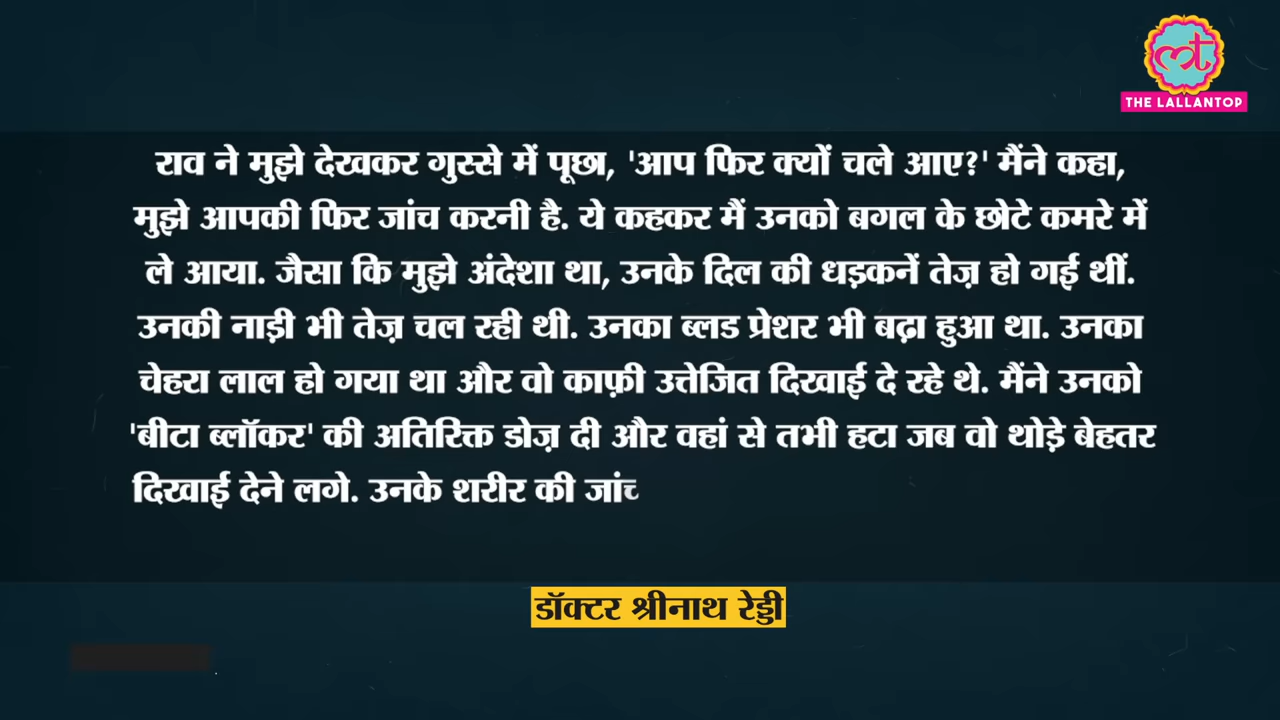 mt
THE LALLANTOP
राव ने मुझे देखकर गुस्से में पूछा, 'आप फिर क्यों चले आए?' मैंने कहा,
मुझे आपकी फिर जांच करनी है. ये कहकर मैं उनको बगल के छोटे कमरे में
ले आया. जैसा कि मुझे अंदेशा था, उनके दिल की धड़कनें तेज़ हो गई थीं.
उनकी नाड़ी भी तेज़ चल रही थी. उनका ब्लड प्रेशर भी बढ़ा हुआ था. उनका
चेहरा लाल हो गया था और वो काफ़ी उत्तेजित दिखाई दे रहे थे. मैंने उनको
'बीटा ब्लॉकर' की अतिरिक्त डोज़ दी और वहां से तभी हटा जब वो थोड़े बेहतर
दिखाई देने लगे. उनके शरीर की जांच
डॉक्टर श्रीनाथ रेड्डी